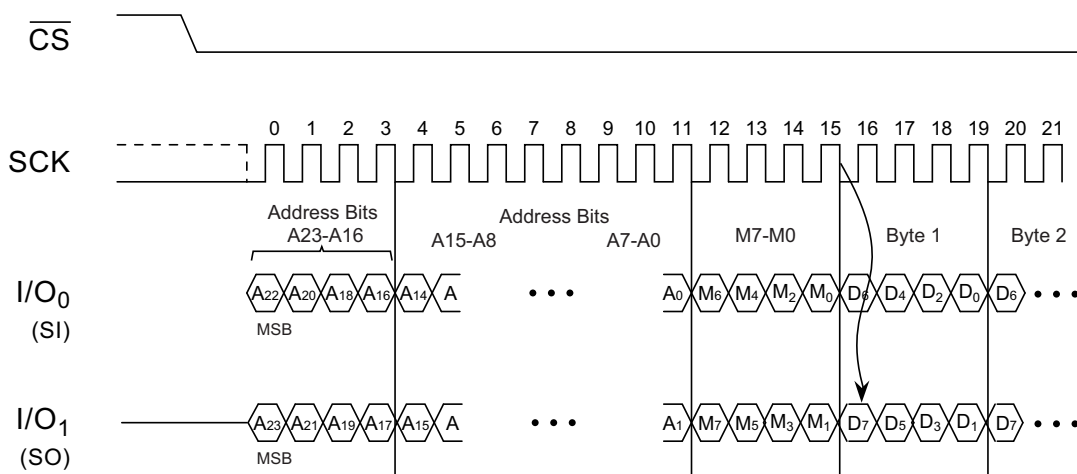 CS
0 1 2 3 4 5 6 7 8 9 10 11 12 13 14 15 16 17 18 19 20 21
SCK
Address Bits
A23-A16
Address Bits
A15-A8 A7-A0 M7-M0 Byte 1 Byte 2
I/O0 A22 A20 A18 A16 A14 A • • • A0 M6 M4 M2 M0 D6 D4 D2 D0 D6 • • •
(SI)
MSB
I/O1 A23 A21 A19 A17 A15 A • • • A1 M7 M5 M3 M1 D7 D5 D3 D1 D7 • • •
(SO)
MSB